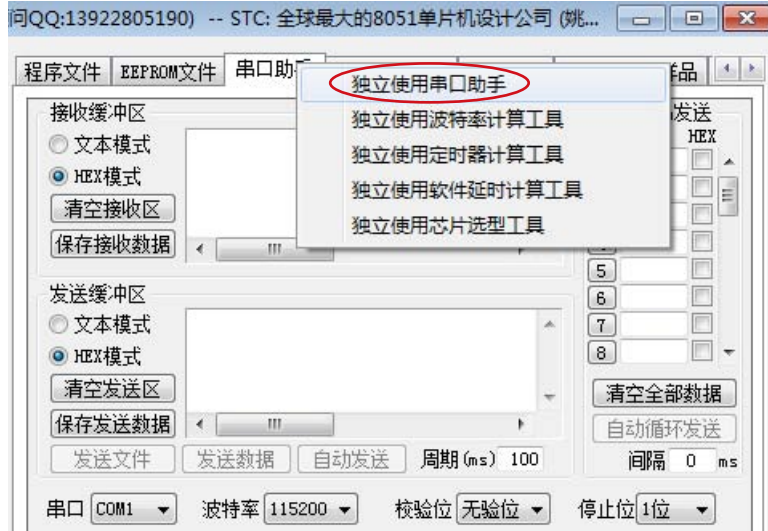 问QQ:13922805190) -- STC: 全球最大的8051单片机设计公司 (姚...
程序文件 EEPROM文件 串口助
样品
独立使用串口助手
独立使用波特率计算工具
独立使用定时器计算工具
独立使用软件延时计算工具
独立使用芯片选型工具
接收缓冲区
文本模式
HEX模式
清空接收区
保存接收数据
发送
HEX
5
6
7
8
发送缓冲区
文本模式
HEX模式
清空发送区
保存发送数据
清空全部数据
自动循环发送
发送文件 发送数据 自动发送 周期(ms) 100
间隔 0 ms
串口 COM1 波特率 115200 校验位 无验位 停止位 1位